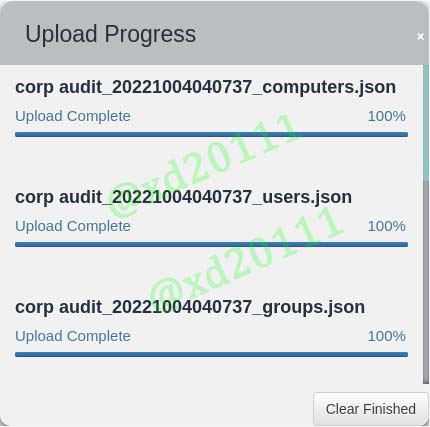 Upload Progress ×
corp audit_20221004040737_computers.json
Upload Complete 100%
corp audit_20221004040737_users.json
Upload Complete 100%
corp audit_20221004040737_groups.json
Upload Complete 100%
Clear Finished
@xd20111
@xd20111